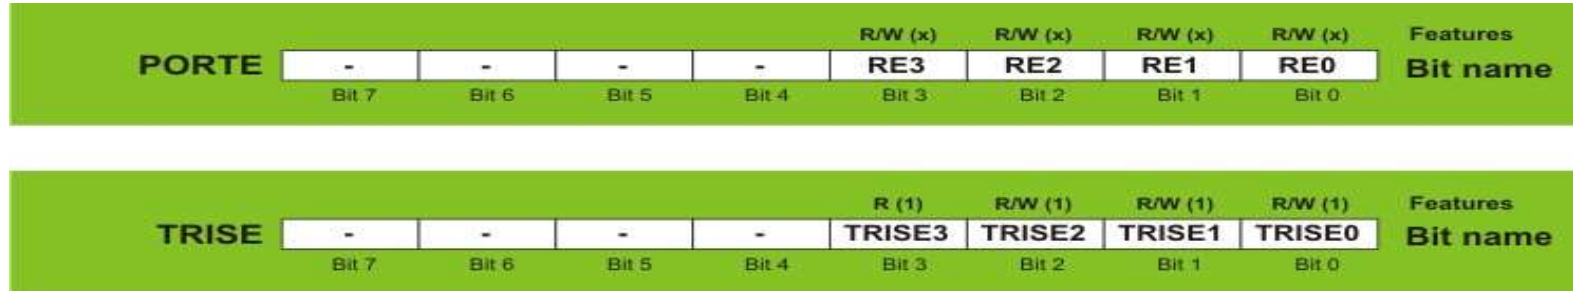 R/W (x) R/W (x) R/W (x) R/W (x) Features
PORTE - - - - RE3 RE2 RE1 RE0 Bit name
Bit 7 Bit 6 Bit 5 Bit 4 Bit 3 Bit 2 Bit 1 Bit 0
R (1) R/W (1) R/W (1) R/W (1) Features
TRISE - - - - TRISE3 TRISE2 TRISE1 TRISE0 Bit name
Bit 7 Bit 6 Bit 5 Bit 4 Bit 3 Bit 2 Bit 1 Bit 0